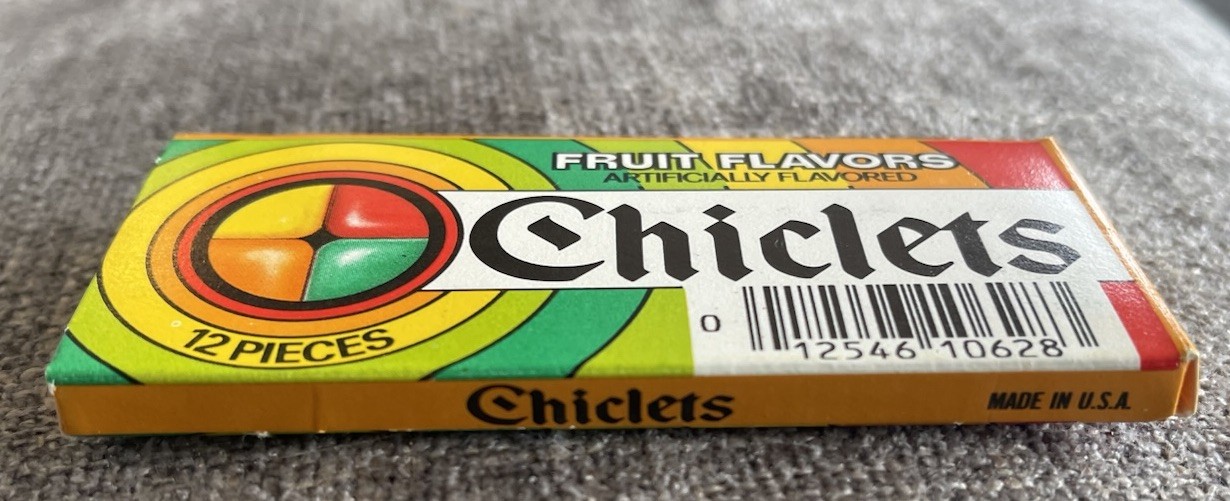 FRUIT FLAVORS
ARTIFICIALLY FLAVORED
Chiclets
12 PIECES
0 12546 10628
Chiclets
MADE IN U.S.A.